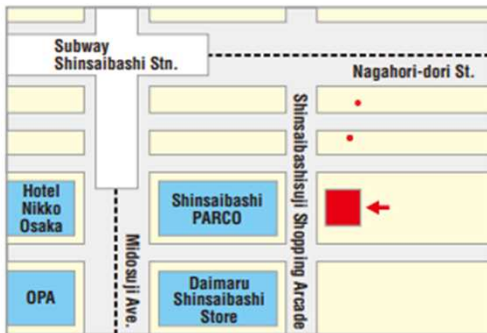 Subway
Shinsaibashi Stn.
Nagahori-dori St.
Shinsaibashisuji Shopping Arcade
Hotel
Nikko
Osaka
Shinsaibashi
PARCO
Midosuji Ave.
OPA
Daimaru
Shinsaibashi
Store